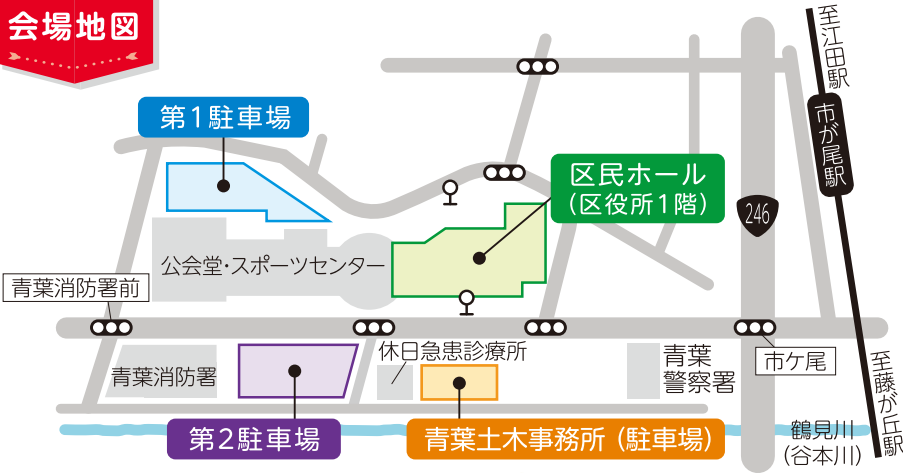 会場地図
至江田駅
市が尾駅
第1駐車場
区民ホール
（区役所1階）
246
公会堂・スポーツセンター
青葉消防署前
休日急患診療所
青葉
警察署
市ケ尾
至藤が丘駅
青葉消防署
第2駐車場
青葉土木事務所（駐車場）
鶴見川
（谷本川）